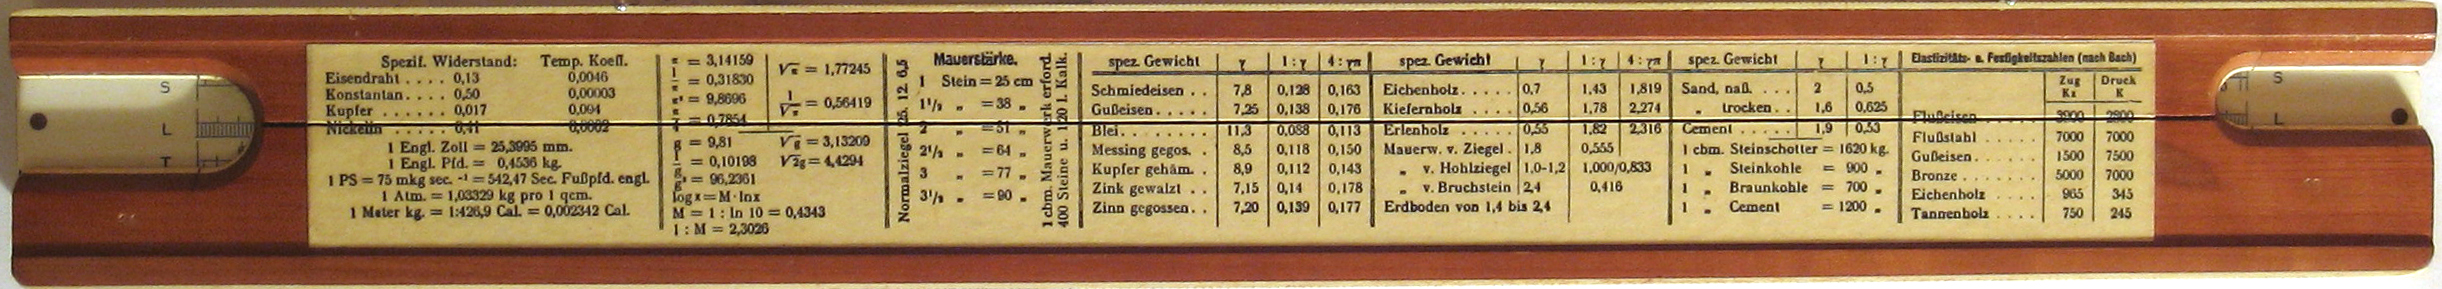 Spezif. Widerstand: Temp. Koeff.
Eisendraht . . . . 0,13 0,0046
Konstantan . . . . 0,50 0,00003
Kupfer . . . . . . 0,017 0,004
Nickelin . . . . . 0,41 0,0002
1 Engl. Zoll = 25,3995 mm.
1 Engl. Pfd. = 0,4536 kg.
1 PS = 75 mkg sec. -¹ = 542,47 Sec. Fußpfd. engl.
1 Atm. = 1,03329 kg pro 1 qcm.
1 Meter kg. = 1:426,9 Cal. = 0,002342 Cal.
π = 3,14159
= 0,31830
π² = 9,8696
= 0,7854
√π = 1,77245
1/√π = 0,56419
g = 9,81
= 0,10198
g² = 96,2361
√g = 3,13209
√2g = 4,4294
log x = M·ln x
M = 1 : ln 10 = 0,4343
1 : M = 2,3026
Normalziegel 25. 12. 6,5
Mauerstärke.
1 Stein = 25 cm
1½ „ = 38 „
2 „ = 51 „
2½ „ = 64 „
3 „ = 77 „
3½ „ = 90 „
1 cbm. Mauerwerk erford.
400 Steine u. 120 l. Kalk.
spez. Gewicht γ 1:γ 4:γπ
Schmiedeisen . . 7,8 0,128 0,163
Gußeisen. . . . . 7,25 0,138 0,176
Blei. . . . . . . . 11,3 0,088 0,113
Messing gegos. . 8,5 0,118 0,150
Kupfer gehäm. . 8,9 0,112 0,143
Zink gewalzt . . 7,15 0,14 0,178
Zinn gegossen. . 7,20 0,139 0,177
spez. Gewicht γ 1:γ 4:γπ
Eichenholz. . . . . 0,7 1,43 1,819
Kiefernholz . . . . 0,56 1,78 2,274
Erlenholz . . . . . 0,55 1,82 2,316
Mauerw. v. Ziegel . 1,8 0,555
„ v. Hohlziegel 1,0-1,2 1,000/0,833
„ v. Bruchstein 2,4 0,416
Erdboden von 1,4 bis 2,4
spez. Gewicht γ 1:γ
Sand, naß. . . . 2 0,5
„ trocken . . 1,6 0,625
Cement . . . . . 1,9 0,53
1 cbm. Steinschotter = 1620 kg.
1 „ Steinkohle = 900 „
1 „ Braunkohle = 700 „
1 „ Cement = 1200 „
Elastizitäts- u. Festigkeitszahlen (nach Bach)
Zug Kz Druck K
Flußeisen . . . . . 3900 2800
Flußstahl . . . . . 7000 7000
Gußeisen . . . . . 1500 7500
Bronze . . . . . . 5000 7000
Eichenholz . . . . 965 345
Tannenholz . . . . 750 245
S
L
T
S
L